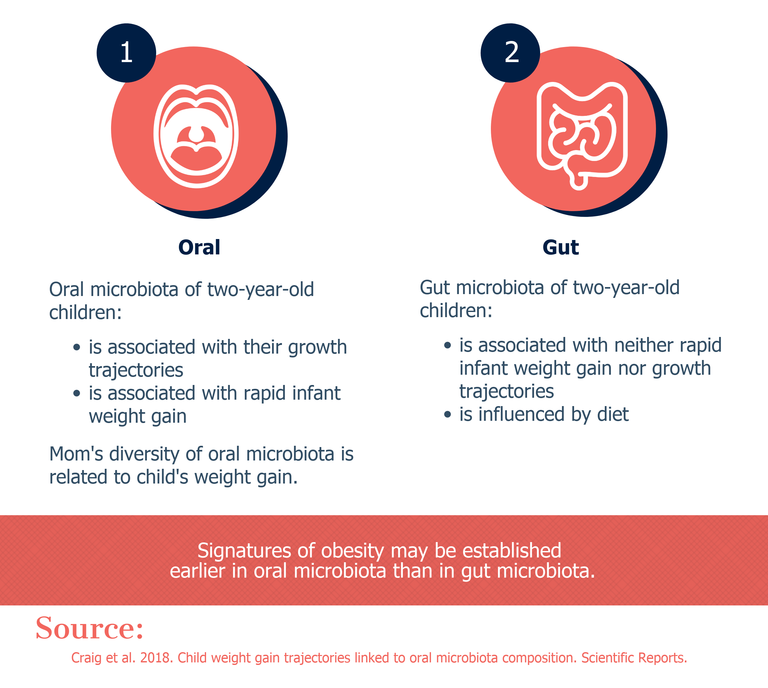 1
Oral
Oral microbiota of two-year-old
children:
• is associated with their growth
trajectories
• is associated with rapid infant
weight gain
Mom's diversity of oral microbiota is
related to child's weight gain.
2
Gut
Gut microbiota of two-year-old
children:
• is associated with neither rapid
infant weight gain nor growth
trajectories
• is influenced by diet
Signatures of obesity may be established
earlier in oral microbiota than in gut microbiota.
Source:
Craig et al. 2018. Child weight gain trajectories linked to oral microbiota composition. Scientific Reports.